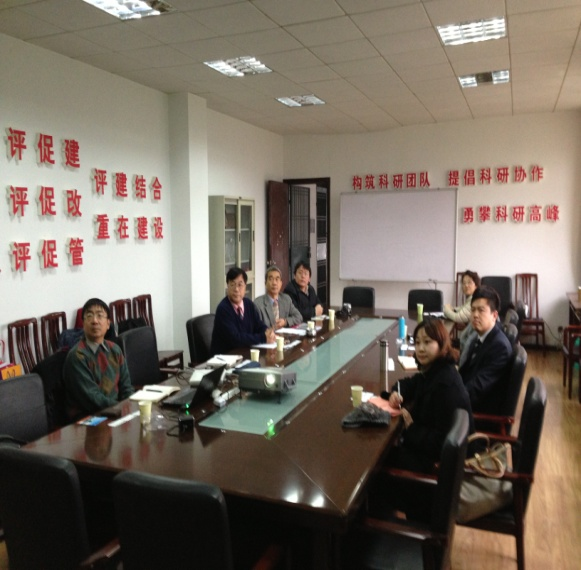 评促建
评促改
评促管
评建结合
重在建设
构筑科研团队 提倡科研协作
勇攀科研高峰